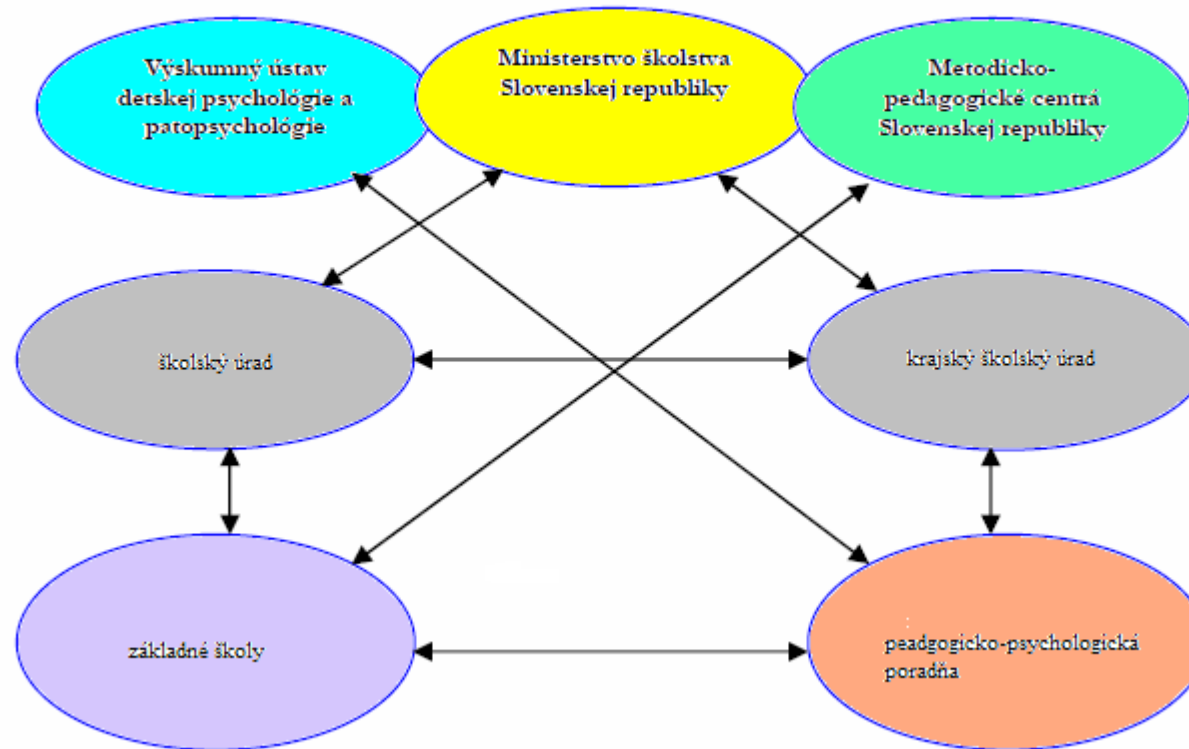 Výskumný ústav
detskej psychológie a
patopsychológie
Ministerstvo školstva
Slovenskej republiky
Metodicko-
pedagogické centrá
Slovenskej republiky
školský úrad
krajský školský úrad
základné školy
:
peadgogicko-psychologická
poradňa